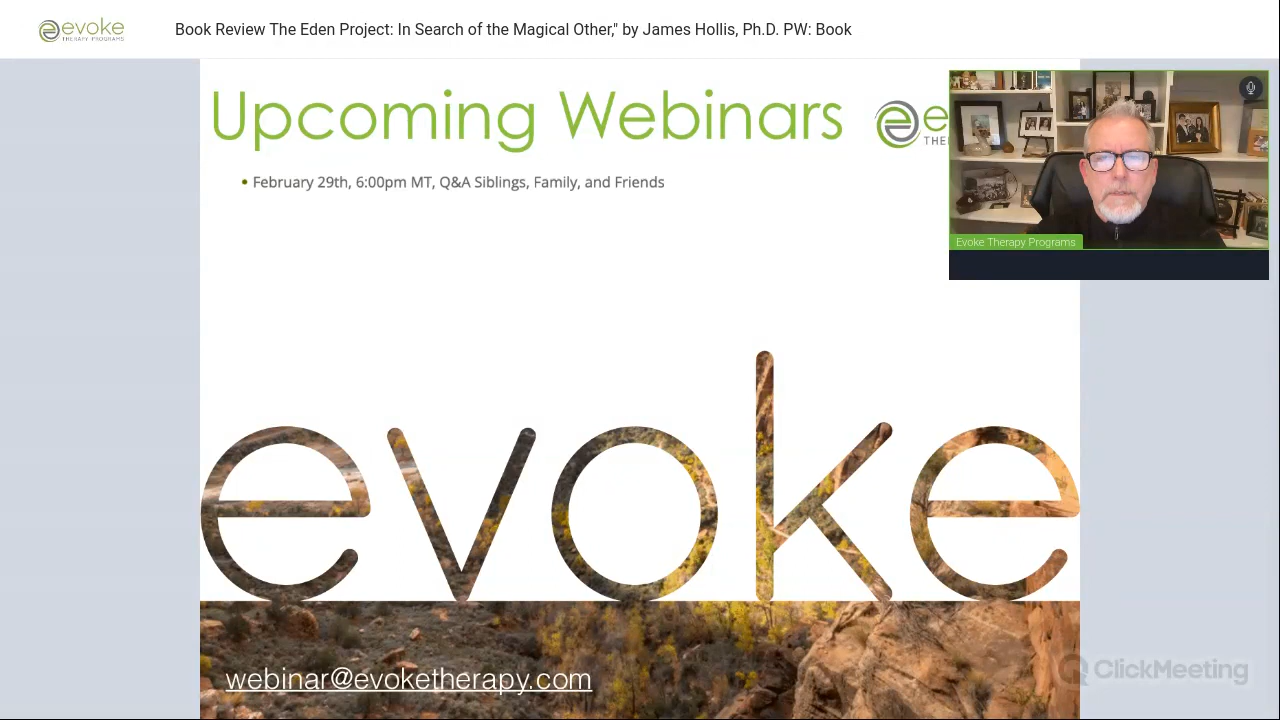 evoke
THERAPY PROGRAMS
Book Review The Eden Project: In Search of the Magical Other," by James Hollis, Ph.D. PW: Book
Upcoming Webinars
e
THE
• February 29th, 6:00pm MT, Q&A Siblings, Family, and Friends
Evoke Therapy Programs
evoke
webinar@evoketherapy.com
ClickMeeting